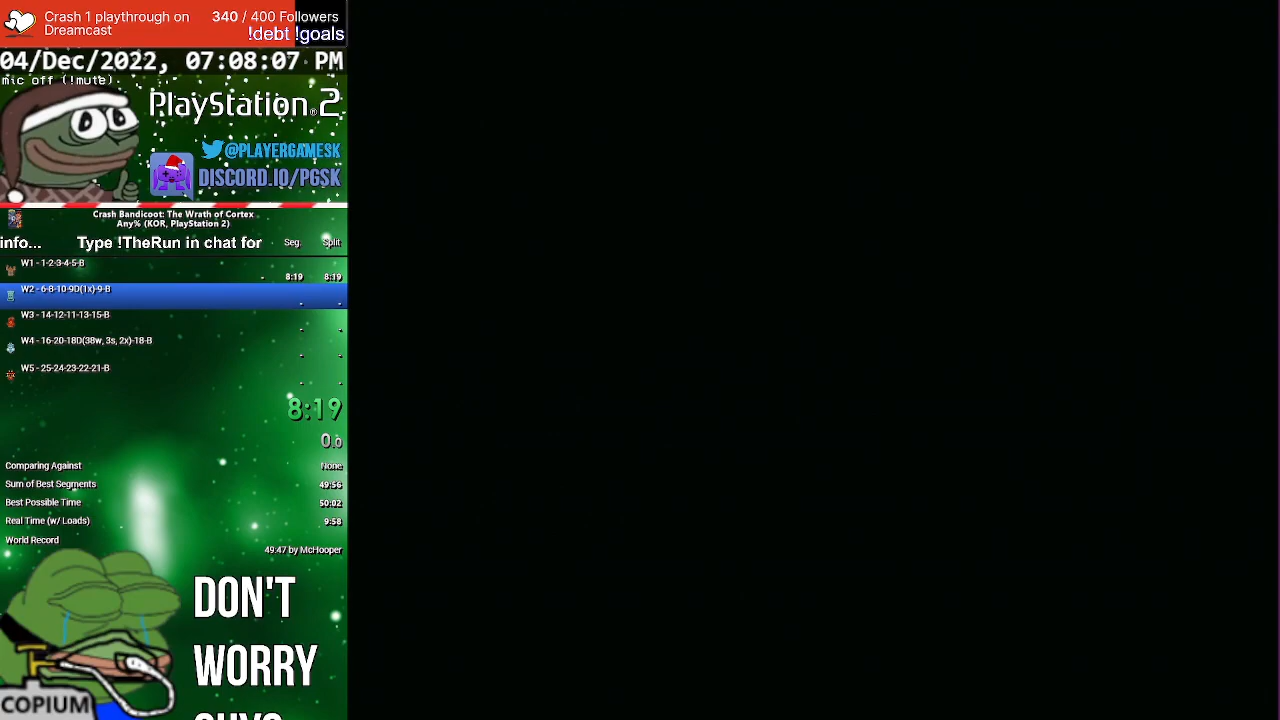 Crash 1 playthrough on
Dreamcast
340 / 400 Followers
!debt !goals
04/Dec/2022, 07:08:07 PM
mic off (!mute)
PlayStation.2
@PLAYERGAMESK
DISCORD.IO/PGSK
Crash Bandicoot: The Wrath of Cortex
Any% (KOR, PlayStation 2)
info... Type !TheRun in chat for Seg. Split
W1 - 1-2-3-4-5-B
- 8:19 8:19
W2 - 6-8-10-9D(1x)-9-B
- -
W3 - 14-12-11-13-15-B
- -
W4 - 16-20-18D(38w, 3s, 2x)-18-B
- -
W5 - 25-24-23-22-21-B
- -
8:19
0.0
Comparing Against None
Sum of Best Segments 49:56
Best Possible Time 50:02
Real Time (w/ Loads) 9:58
World Record
49:47 by McHooper
DON'T
WORRY
GUYS
COPIUM